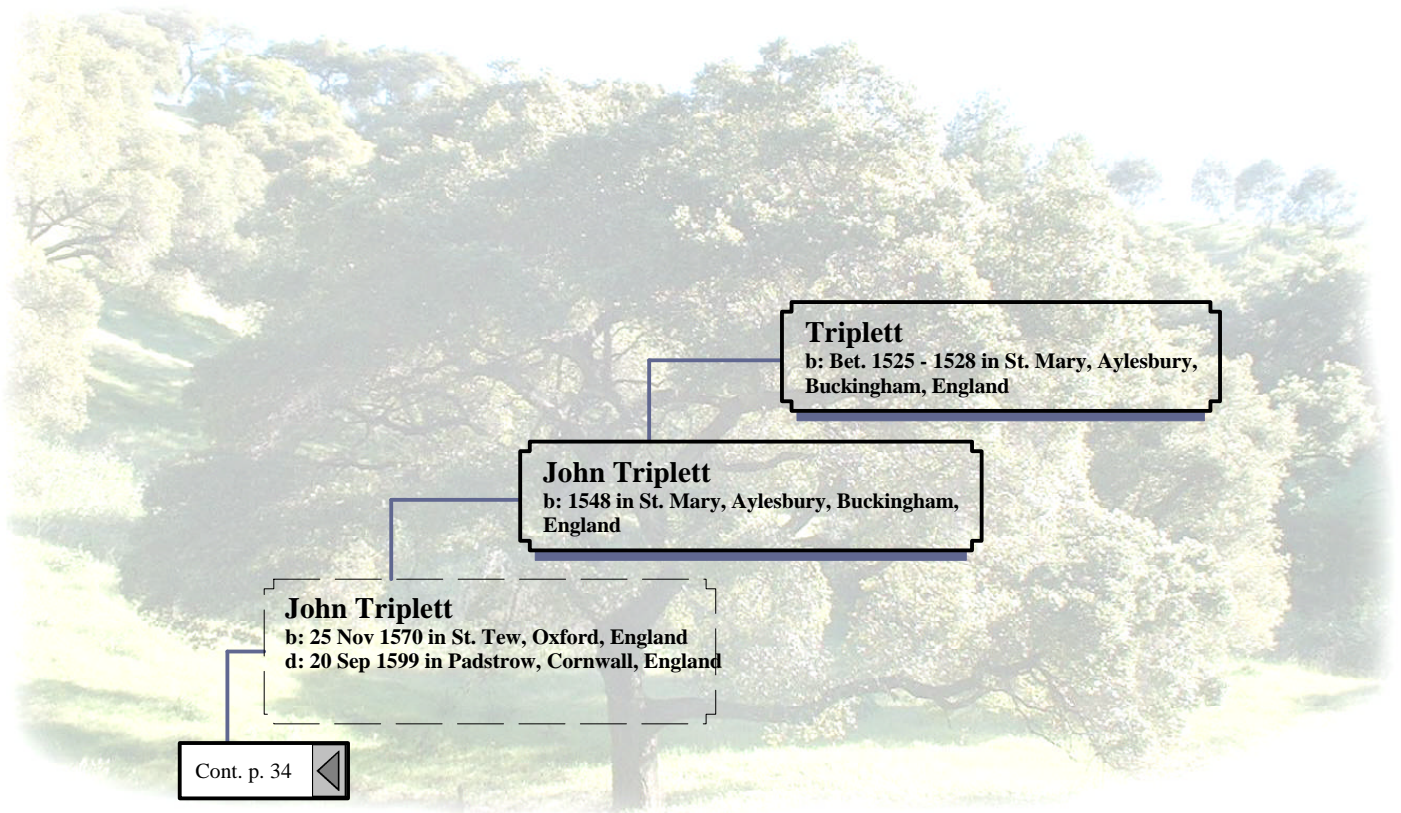 Triplett
b: Bet. 1525 - 1528 in St. Mary, Aylesbury,
Buckingham, England
John Triplett
b: 1548 in St. Mary, Aylesbury, Buckingham,
England
John Triplett
b: 25 Nov 1570 in St. Tew, Oxford, England
d: 20 Sep 1599 in Padstrow, Cornwall, England
Cont. p. 34